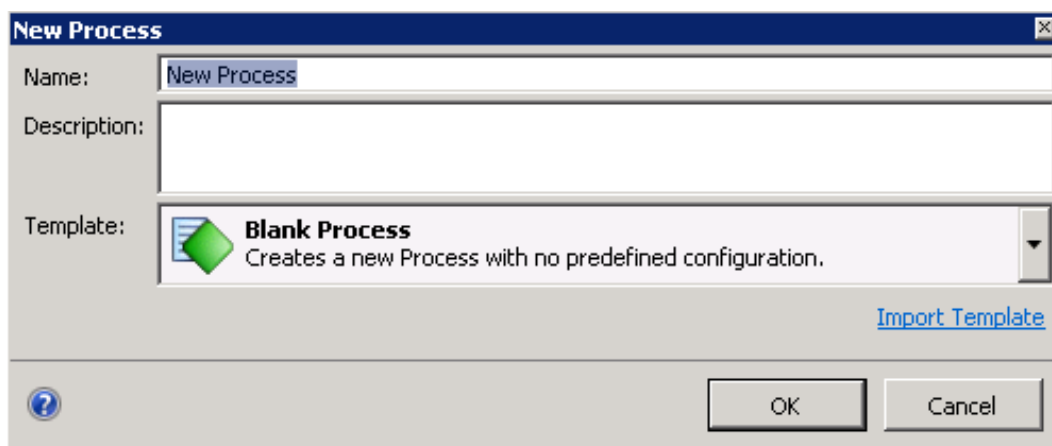 New Process
Name:
New Process
Description:
Template:
Blank Process
Creates a new Process with no predefined configuration.
Import Template
OK
Cancel